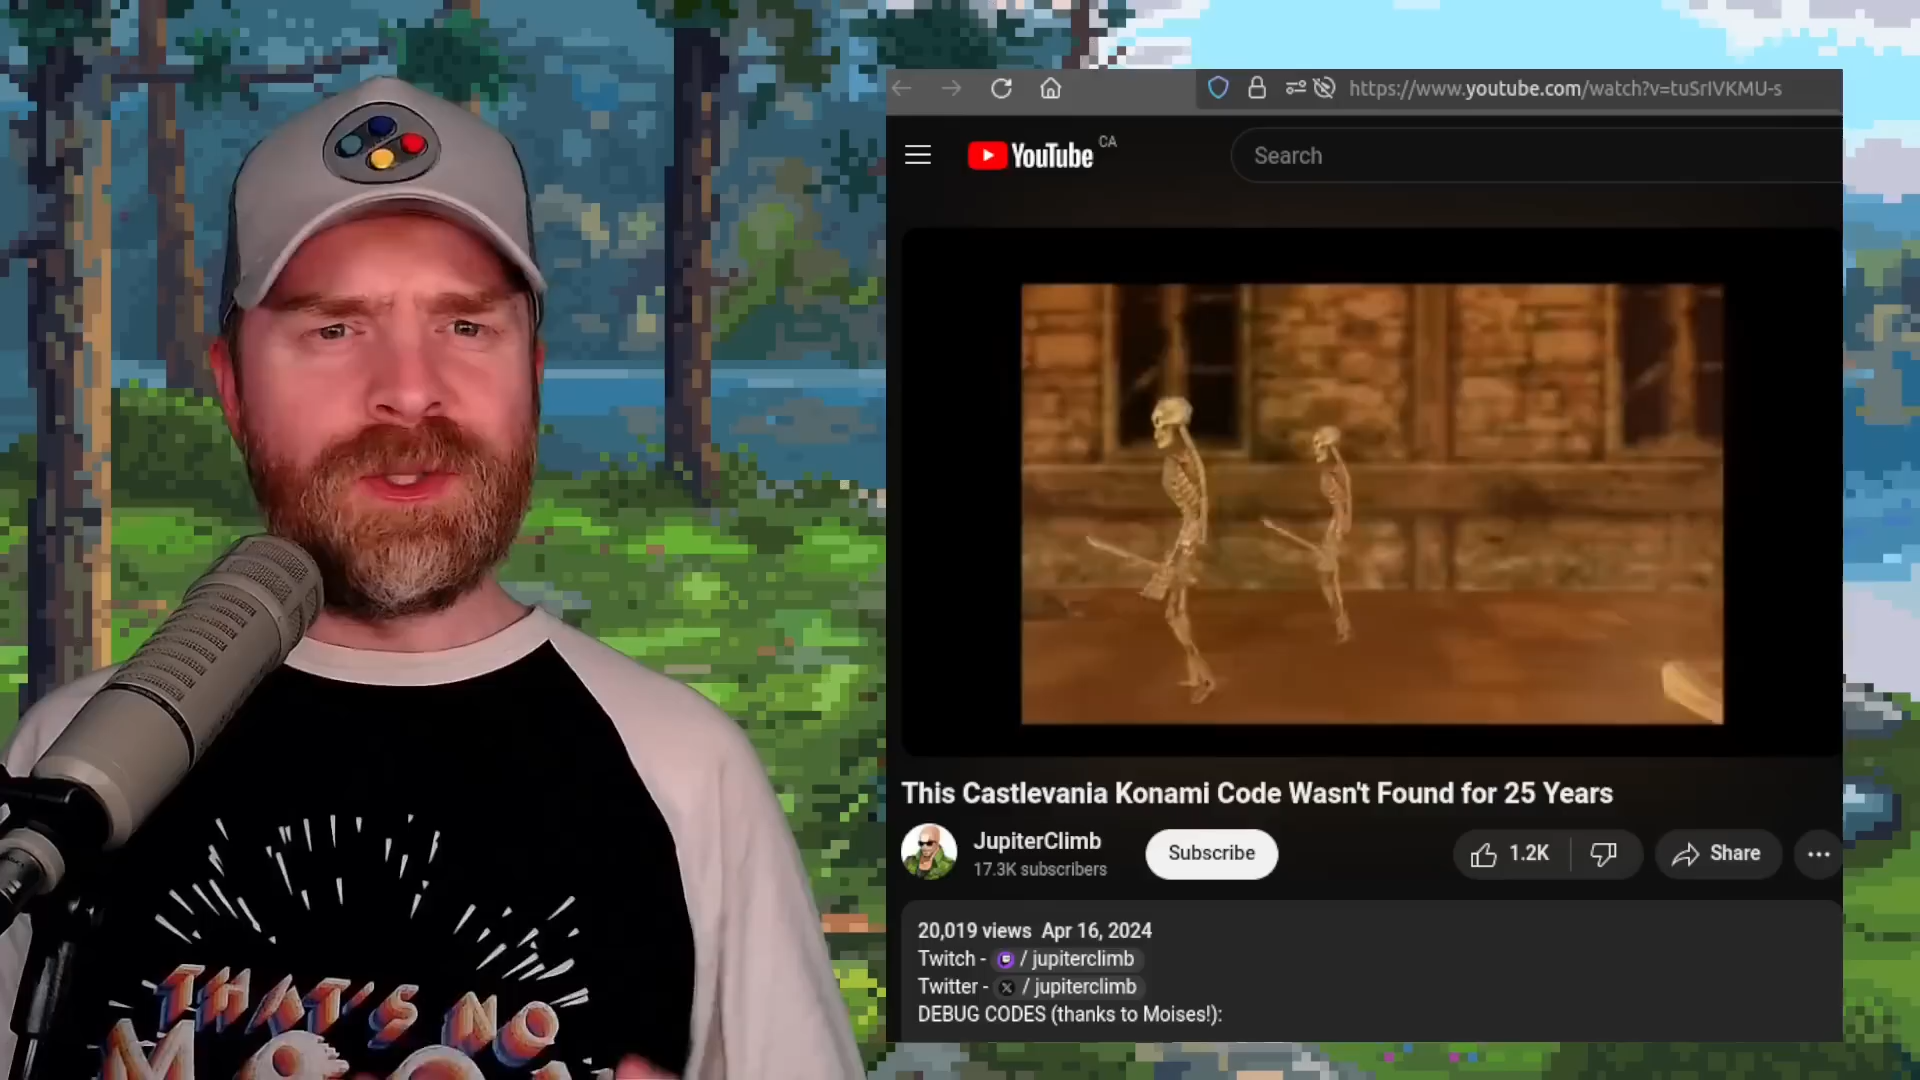 https://www.youtube.com/watch?v=tuSrIVKMU-s
YouTube CA
Search
This Castlevania Konami Code Wasn't Found for 25 Years
JupiterClimb
17.3K subscribers
Subscribe
1.2K
Share
20,019 views Apr 16, 2024
Twitch - / jupiterclimb
Twitter - / jupiterclimb
DEBUG CODES (thanks to Moises!):
THAT'S NO
MOON